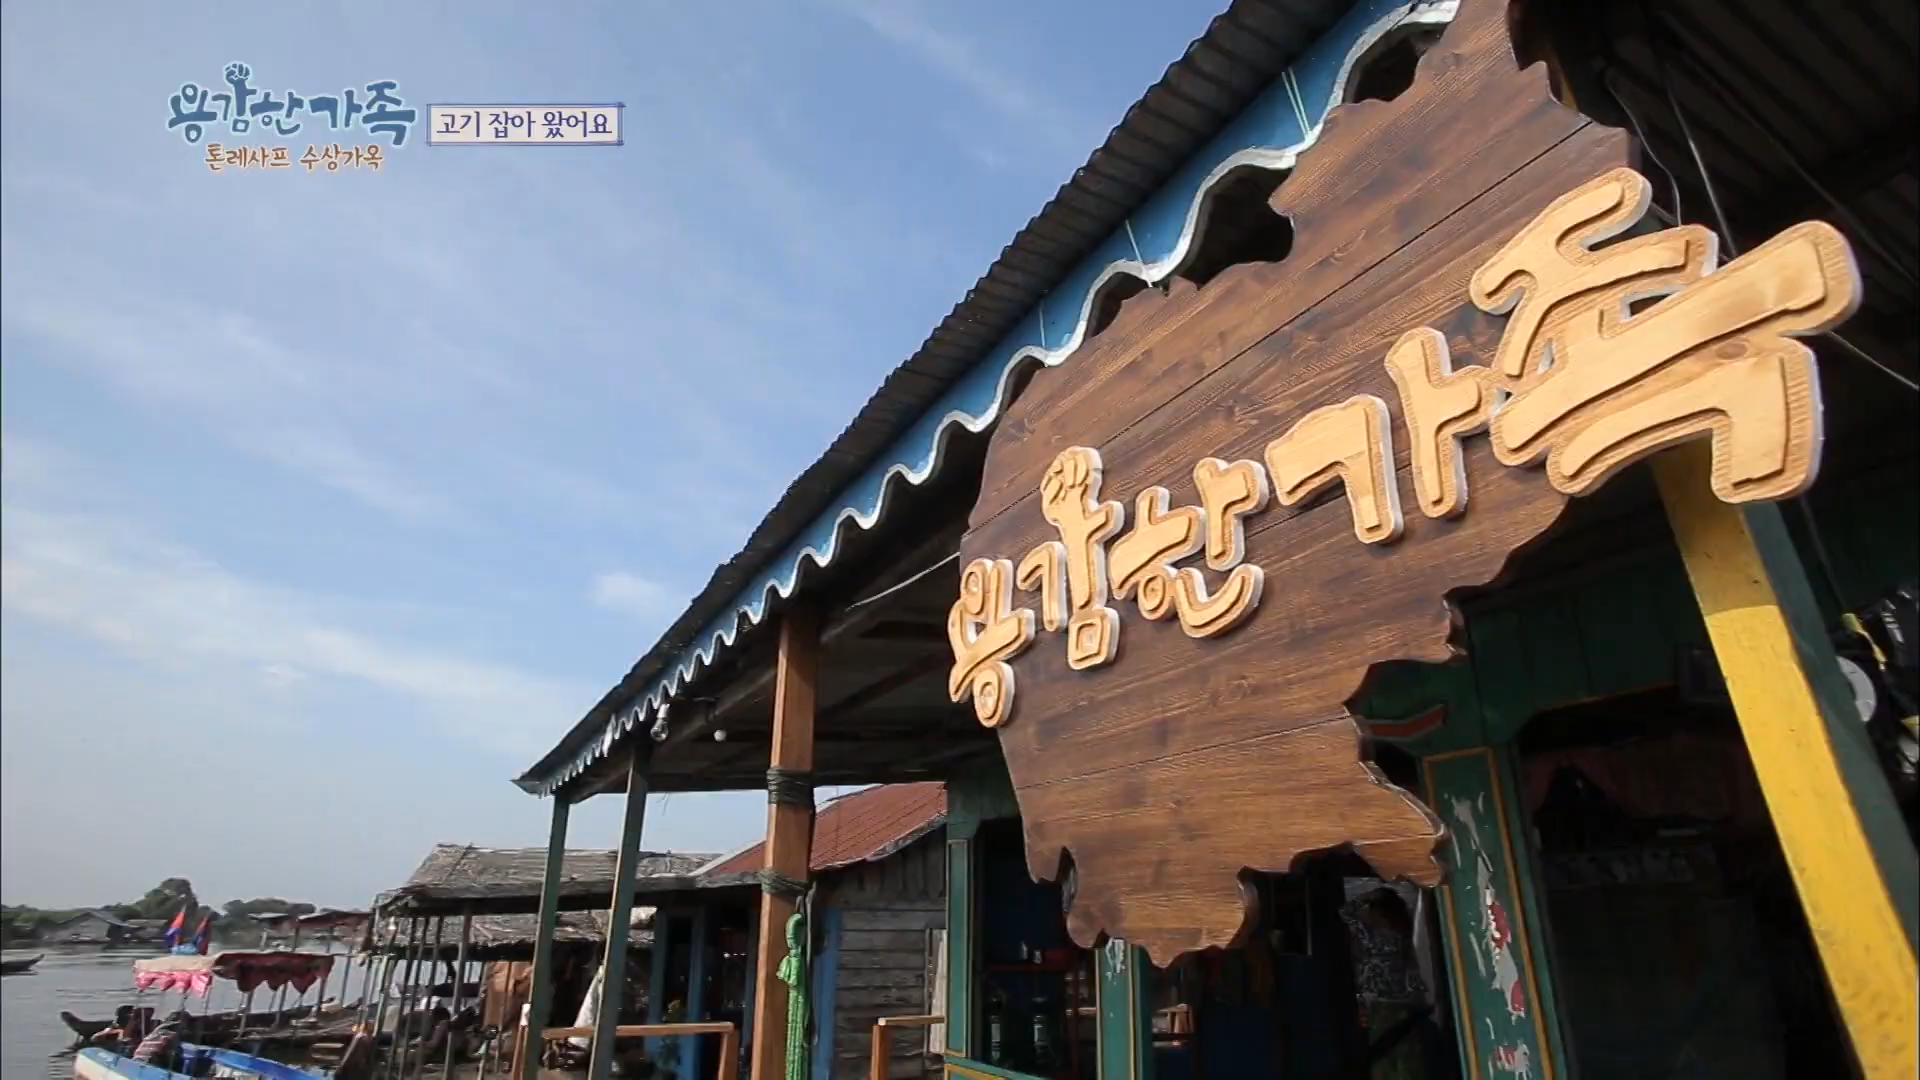 용감한 가족
톤레사프 수상가옥
고기 잡아 왔어요
용감한 가족